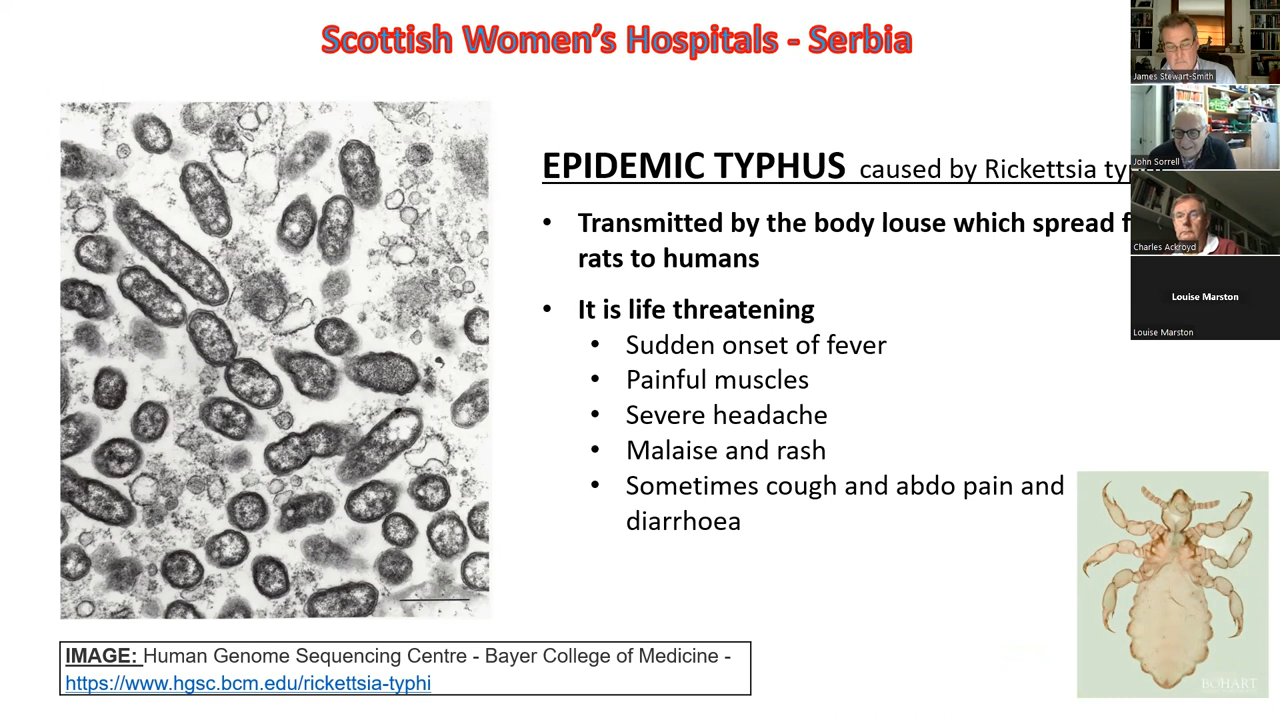 Scottish Women's Hospitals - Serbia
EPIDEMIC TYPHUS caused by Rickettsia
• Transmitted by the body louse which spread
rats to humans
• It is life threatening
• Sudden onset of fever
• Painful muscles
• Severe headache
• Malaise and rash
• Sometimes cough and abdo pain and
diarrhoea
IMAGE: Human Genome Sequencing Centre - Bayer College of Medicine -
https://www.hgsc.bcm.edu/rickettsia-typhi
James Stewart-Smith
John Sorrell
Charles Ackroyd
Louise Marston
Louise Marston
BOHART